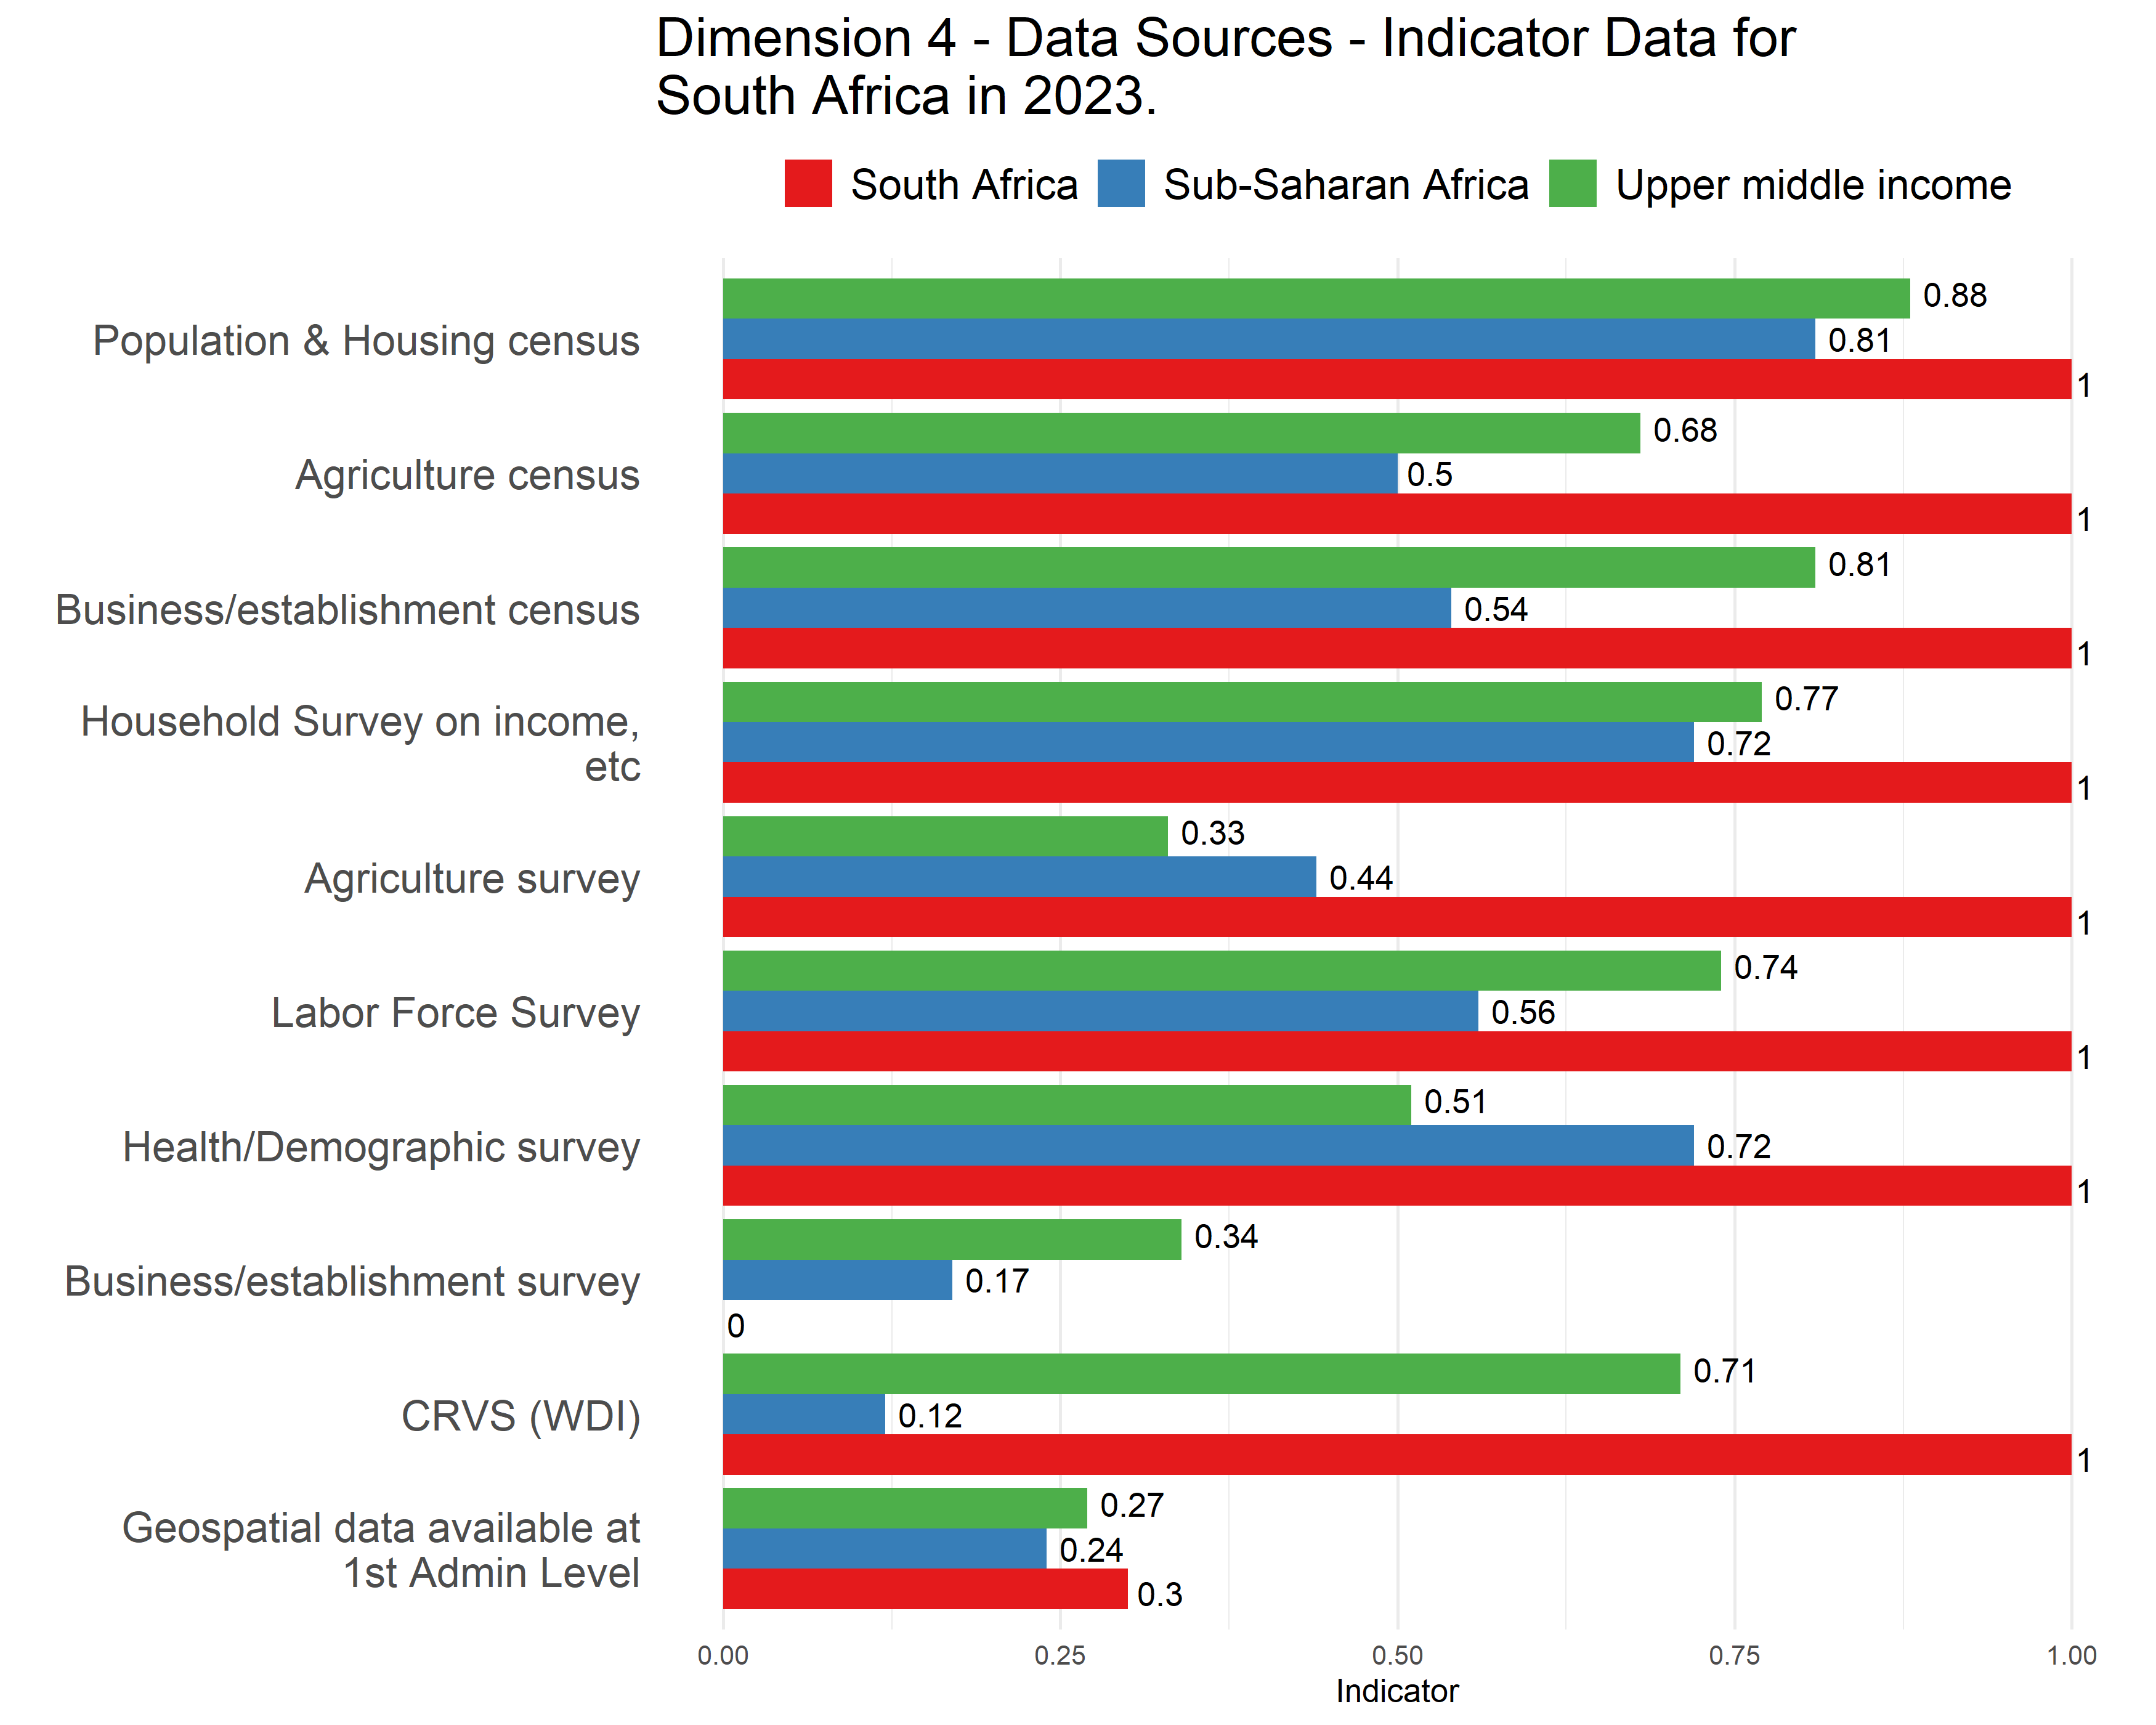 Dimension 4 - Data Sources - Indicator Data for
South Africa in 2023.
South Africa
Sub-Saharan Africa
Upper middle income
Population & Housing census
0.88
0.81
1
Agriculture census
0.68
0.5
1
Business/establishment census
0.81
0.54
1
Household Survey on income,
etc
0.77
0.72
1
Agriculture survey
0.33
0.44
1
Labor Force Survey
0.74
0.56
1
Health/Demographic survey
0.51
0.72
1
Business/establishment survey
0.34
0.17
0
CRVS (WDI)
0.71
0.12
1
Geospatial data available at
1st Admin Level
0.27
0.24
0.3
0.00
0.25
0.50
0.75
1.00
Indicator